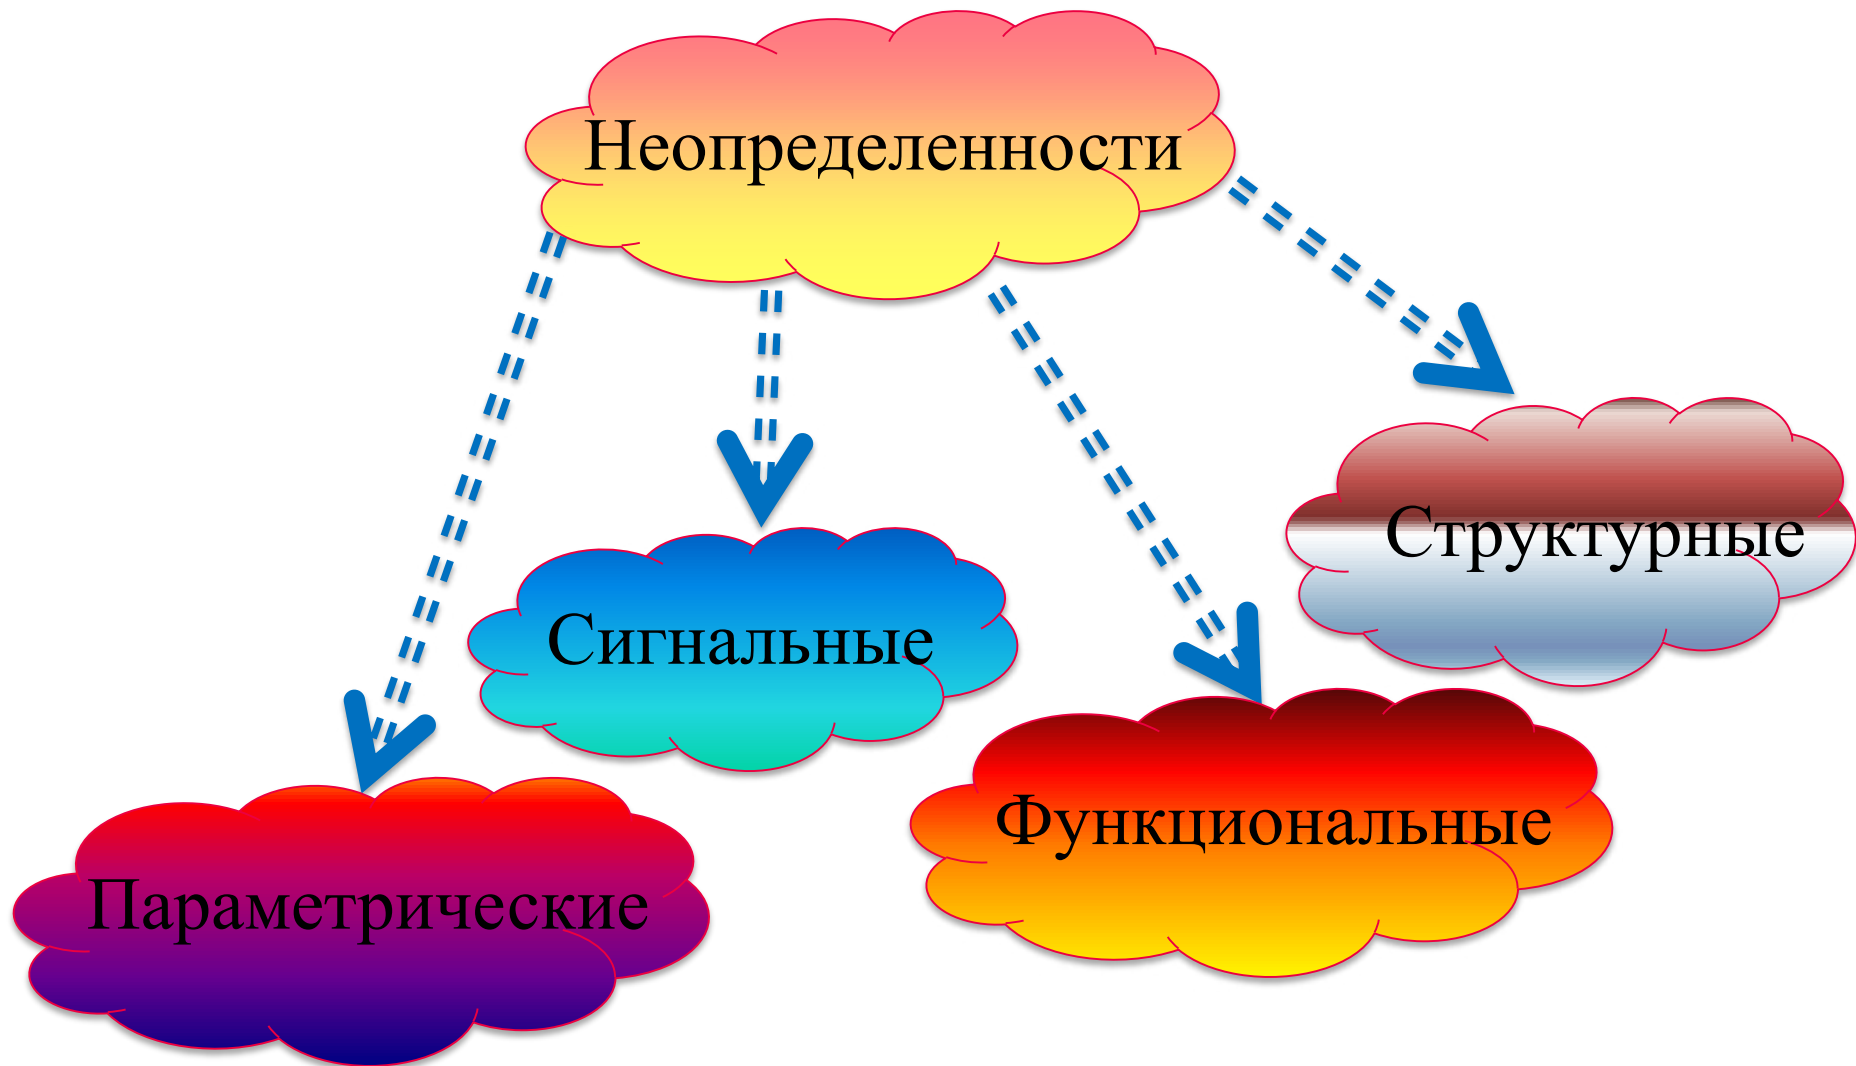 Неопределенности
Структурные
Сигнальные
Функциональные
Параметрические